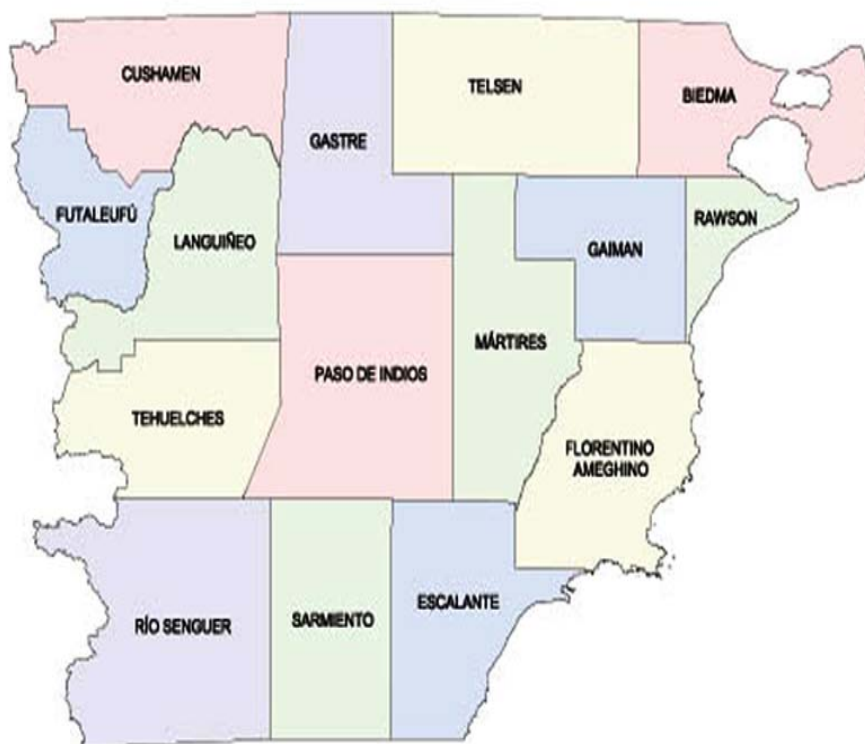 CUSHAMEN
TELSEN
BIEDMA
GASTRE
FUTALEUFÚ
LANGUIÑEO
RAWSON
GAIMAN
MÁRTIRES
PASO DE INDIOS
TEHUELCHES
FLORENTINO
AMEGHINO
ESCALANTE
SARMIENTO
RÍO SENGUER